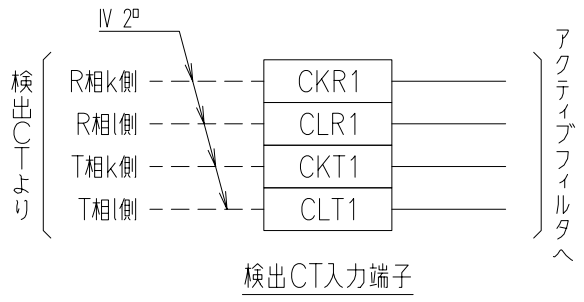 IV 2□
検出CTより
R相k側 CKR1
R相l側 CLR1
T相k側 CKT1
T相l側 CLT1
アクティブフィルタへ
検出CT入力端子